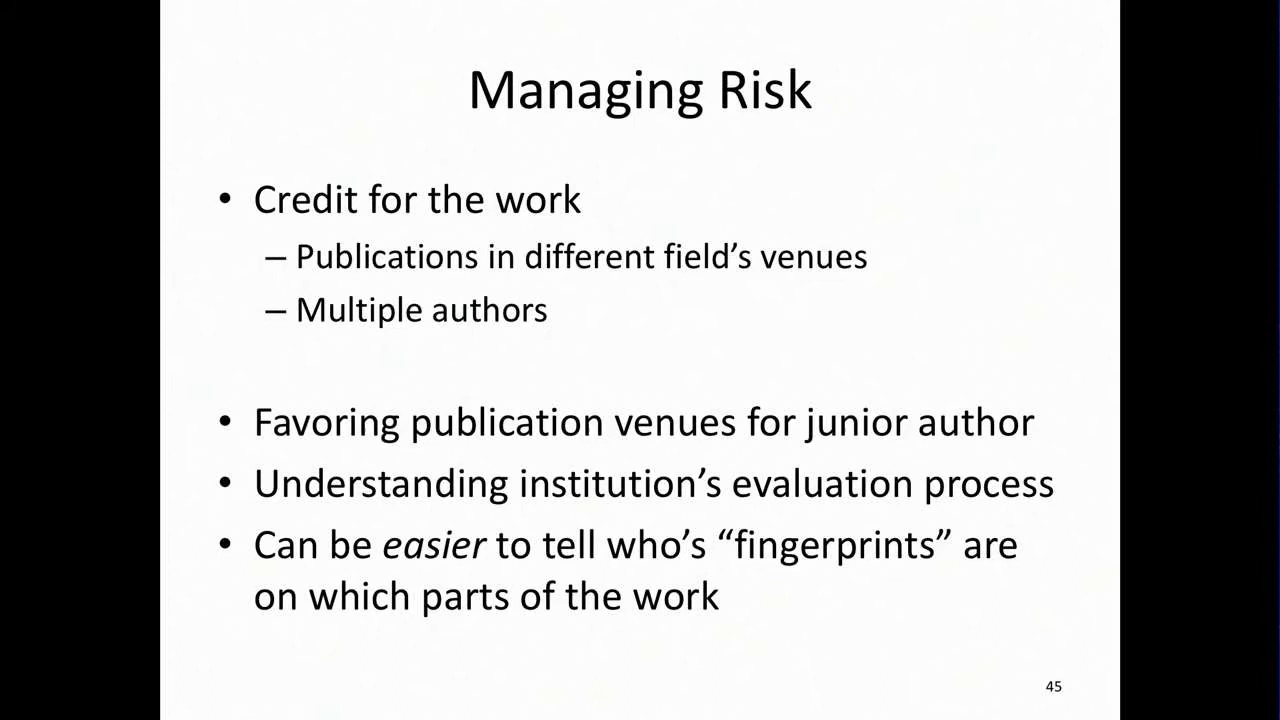 Managing Risk
• Credit for the work
– Publications in different field’s venues
– Multiple authors
• Favoring publication venues for junior author
• Understanding institution’s evaluation process
• Can be easier to tell who’s “fingerprints” are
on which parts of the work
45